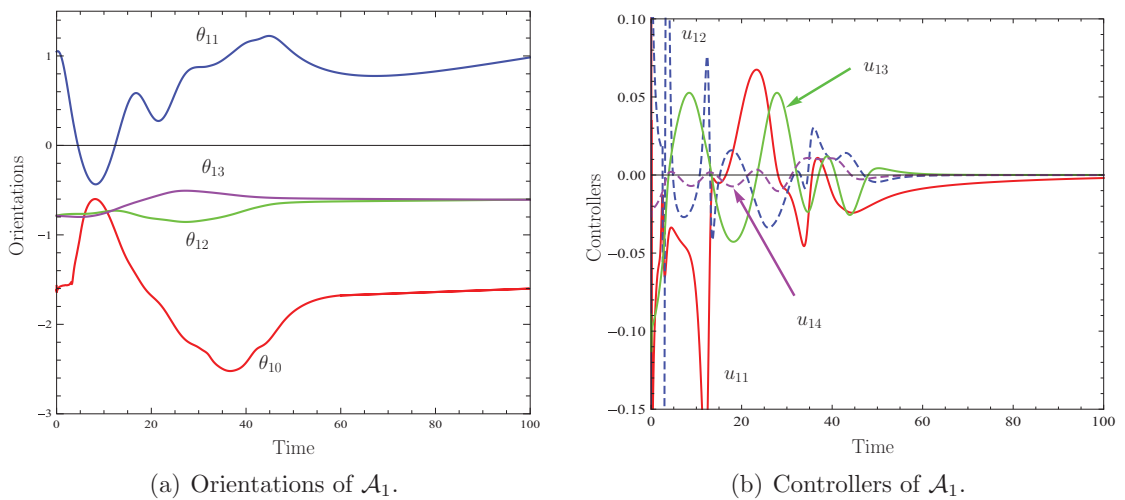 θ₁₁
1
0
θ₁₃
−1
θ₁₂
−2
θ₁₀
−3
0 20 40 60 80 100
Orientations
Time
(a) Orientations of 𝒜₁.
0.10
u₁₂
u₁₃
0.05
0.00
−0.05
u₁₄
−0.10
u₁₁
−0.15
0 20 40 60 80 100
Controllers
Time
(b) Controllers of 𝒜₁.